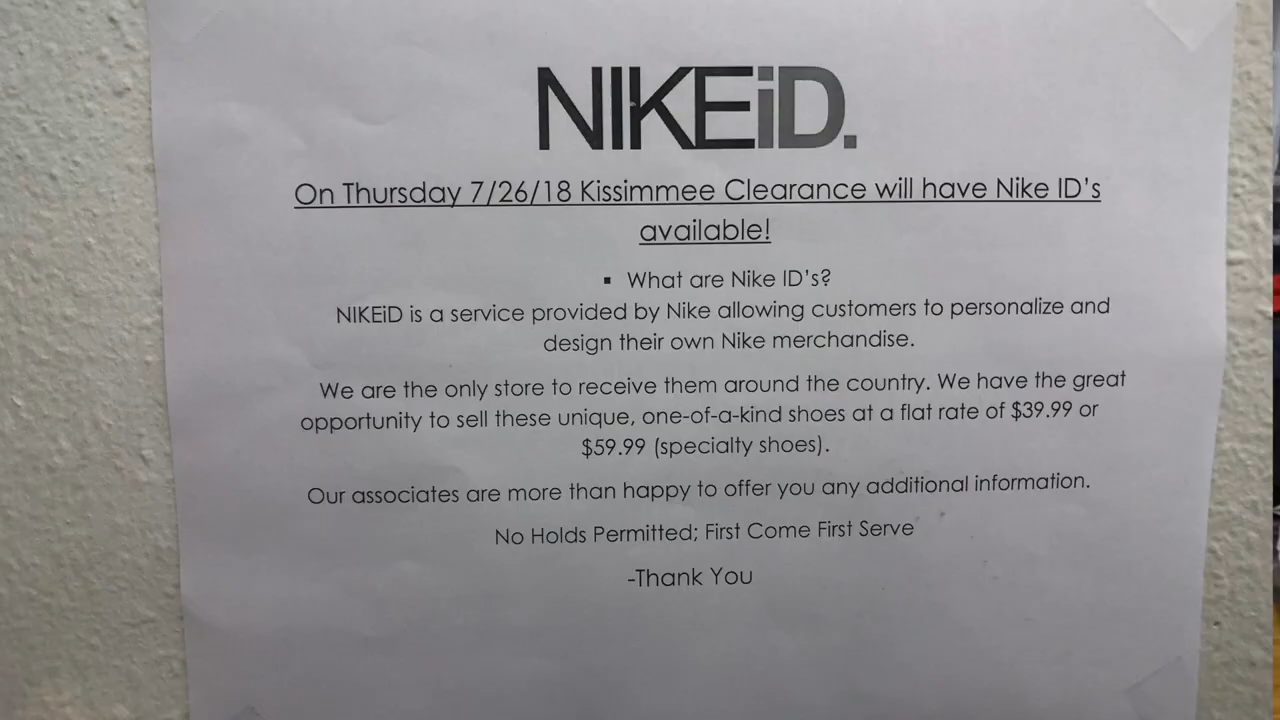 NIKEiD.
On Thursday 7/26/18 Kissimmee Clearance will have Nike ID's
available!
▪ What are Nike ID's?
NIKEiD is a service provided by Nike allowing customers to personalize and
design their own Nike merchandise.
We are the only store to receive them around the country. We have the great
opportunity to sell these unique, one-of-a-kind shoes at a flat rate of $39.99 or
$59.99 (specialty shoes).
Our associates are more than happy to offer you any additional information.
No Holds Permitted; First Come First Serve
-Thank You